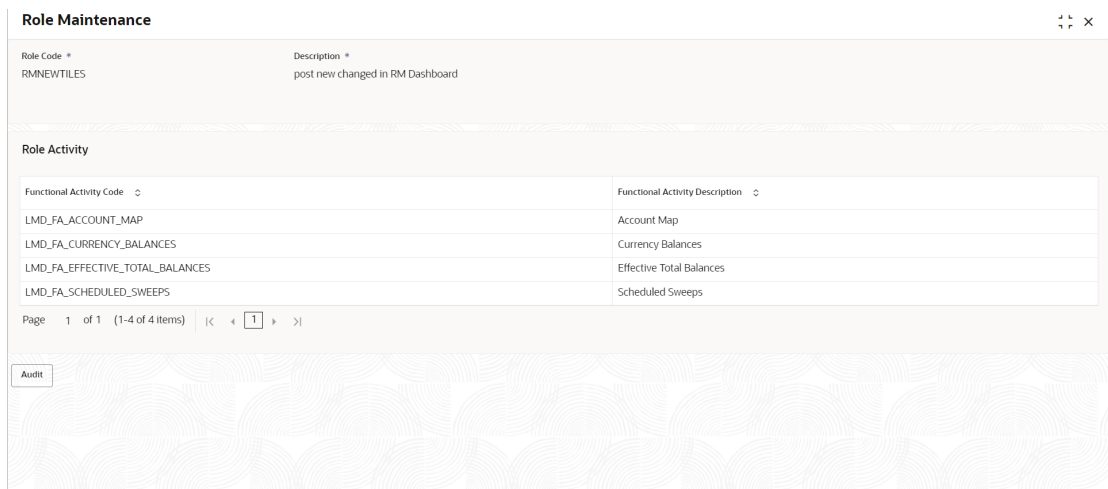 Role Maintenance
Role Code * Description *
RMNEWTILES post new changed in RM Dashboard
Role Activity
Functional Activity Code Functional Activity Description
LMD_FA_ACCOUNT_MAP Account Map
LMD_FA_CURRENCY_BALANCES Currency Balances
LMD_FA_EFFECTIVE_TOTAL_BALANCES Effective Total Balances
LMD_FA_SCHEDULED_SWEEPS Scheduled Sweeps
Page 1 of 1 (1-4 of 4 items) 1
Audit